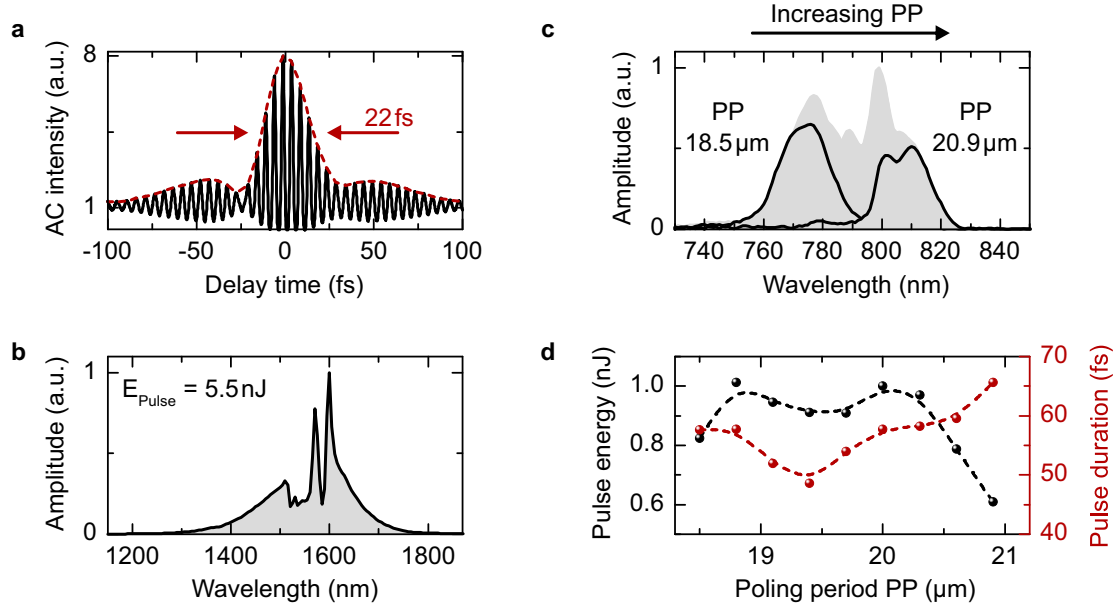 a
AC intensity (a.u.)
8
1
22 fs
-100 -50 0 50 100
Delay time (fs)
b
Amplitude (a.u.)
1
0
E_Pulse = 5.5 nJ
1200 1400 1600 1800
Wavelength (nm)
c
Increasing PP
Amplitude (a.u.)
1
0
PP
18.5 µm
PP
20.9 µm
740 760 780 800 820 840
Wavelength (nm)
d
Pulse energy (nJ)
1.0
0.8
0.6
Pulse duration (fs)
70
60
50
40
19 20 21
Poling period PP (µm)